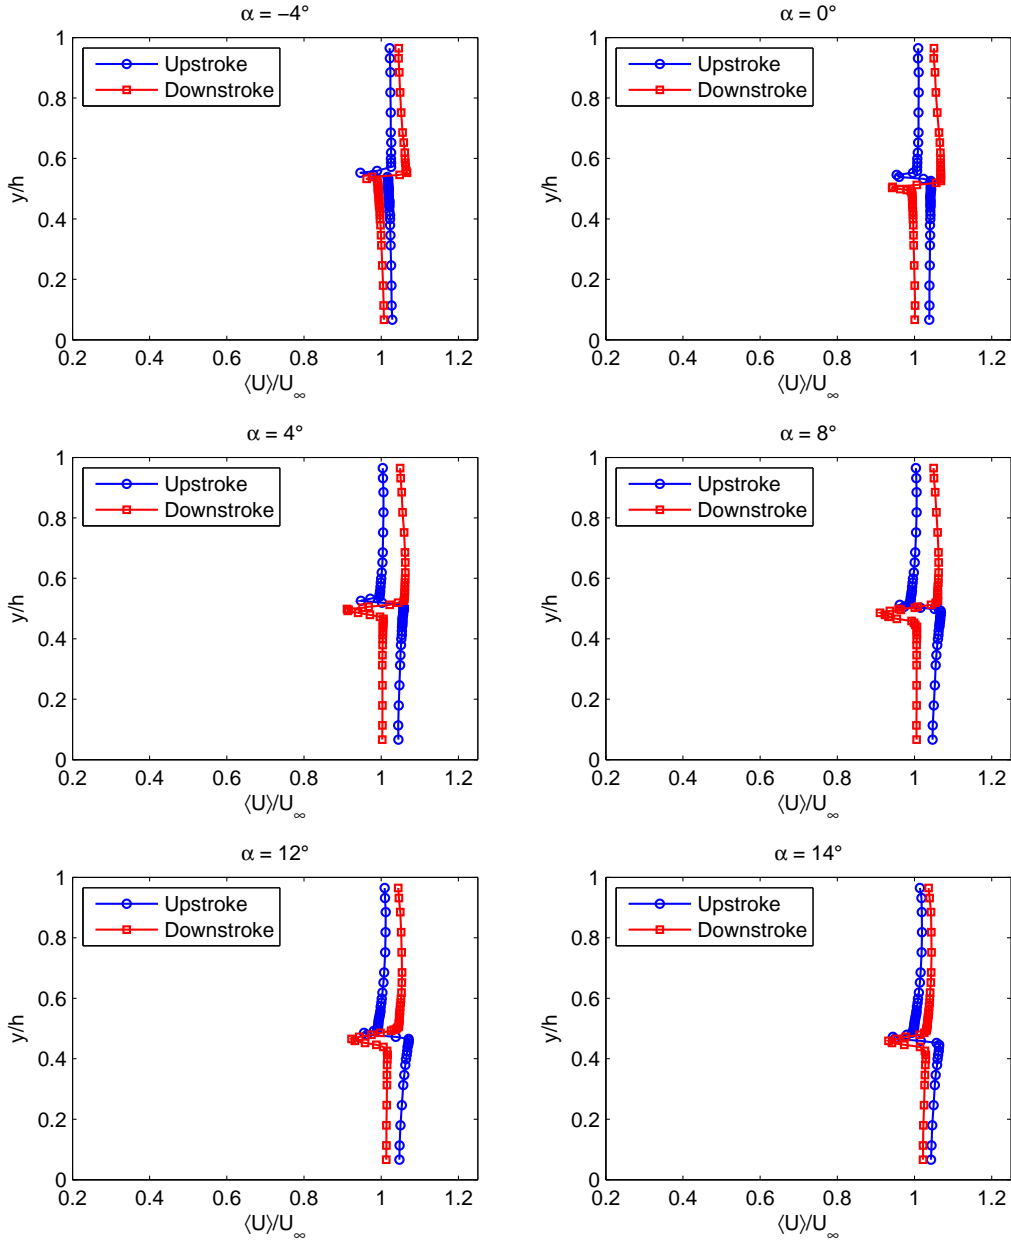 α = −4°
Upstroke
Downstroke
y/h
1
0.8
0.6
0.4
0.2
0
0.2 0.4 0.6 0.8 1 1.2
⟨U⟩/U∞
α = 0°
Upstroke
Downstroke
y/h
1
0.8
0.6
0.4
0.2
0
0.2 0.4 0.6 0.8 1 1.2
⟨U⟩/U∞
α = 4°
Upstroke
Downstroke
y/h
1
0.8
0.6
0.4
0.2
0
0.2 0.4 0.6 0.8 1 1.2
⟨U⟩/U∞
α = 8°
Upstroke
Downstroke
y/h
1
0.8
0.6
0.4
0.2
0
0.2 0.4 0.6 0.8 1 1.2
⟨U⟩/U∞
α = 12°
Upstroke
Downstroke
y/h
1
0.8
0.6
0.4
0.2
0
0.2 0.4 0.6 0.8 1 1.2
⟨U⟩/U∞
α = 14°
Upstroke
Downstroke
y/h
1
0.8
0.6
0.4
0.2
0
0.2 0.4 0.6 0.8 1 1.2
⟨U⟩/U∞